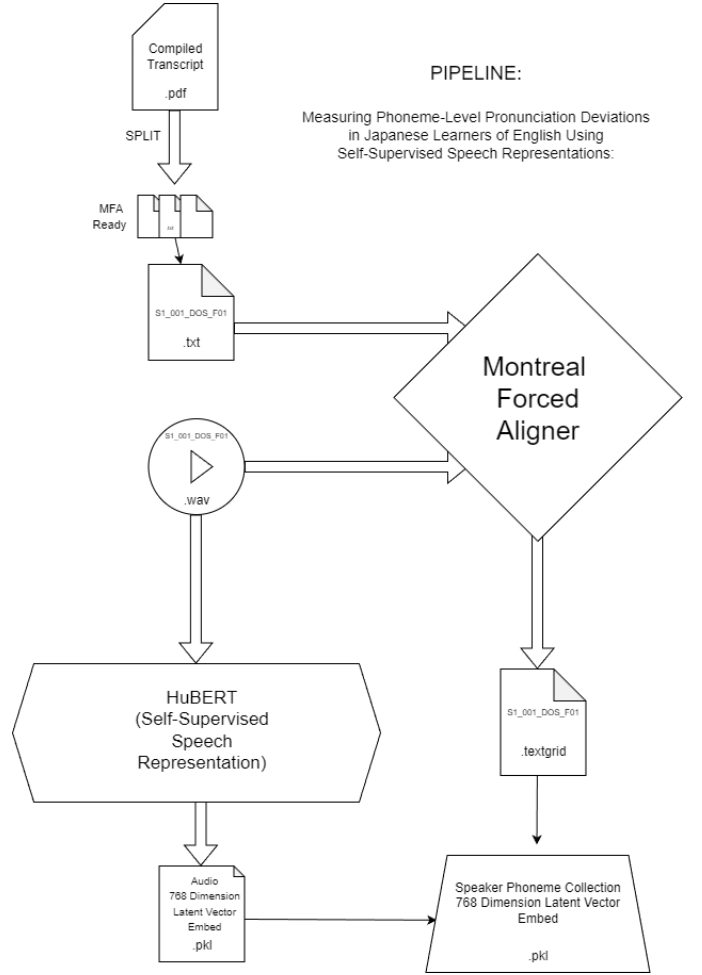 Compiled
Transcript
.pdf
PIPELINE:
Measuring Phoneme-Level Pronunciation Deviations
in Japanese Learners of English Using
Self-Supervised Speech Representations:
SPLIT
MFA
Ready
.txt
S1_001_DOS_F01
.txt
Montreal
Forced
Aligner
S1_001_DOS_F01
.wav
HuBERT
(Self-Supervised
Speech
Representation)
S1_001_DOS_F01
.textgrid
Audio
768 Dimension
Latent Vector
Embed
.pkl
Speaker Phoneme Collection
768 Dimension Latent Vector
Embed
.pkl